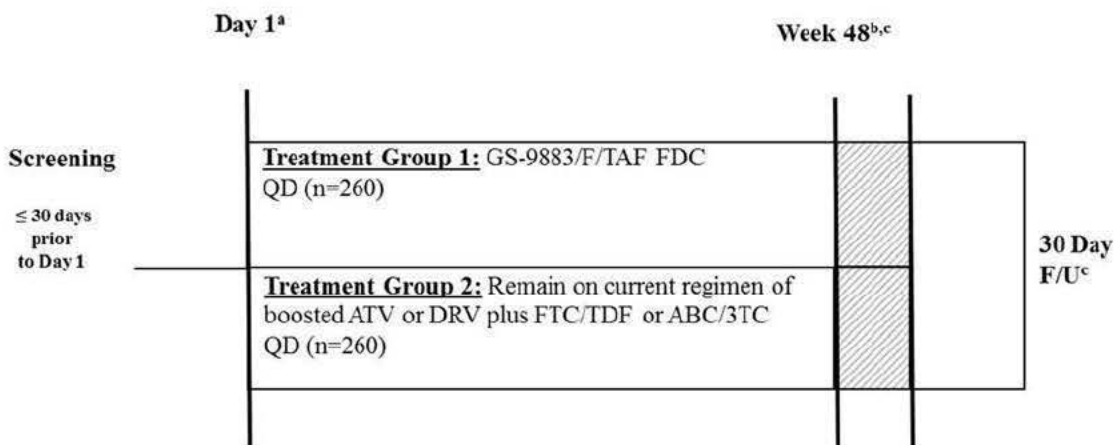 Day 1ᵃ
Week 48ᵇ,ᶜ
Screening
≤ 30 days
prior
to Day 1
Treatment Group 1: GS-9883/F/TAF FDC
QD (n=260)
Treatment Group 2: Remain on current regimen of
boosted ATV or DRV plus FTC/TDF or ABC/3TC
QD (n=260)
30 Day
F/Uᶜ